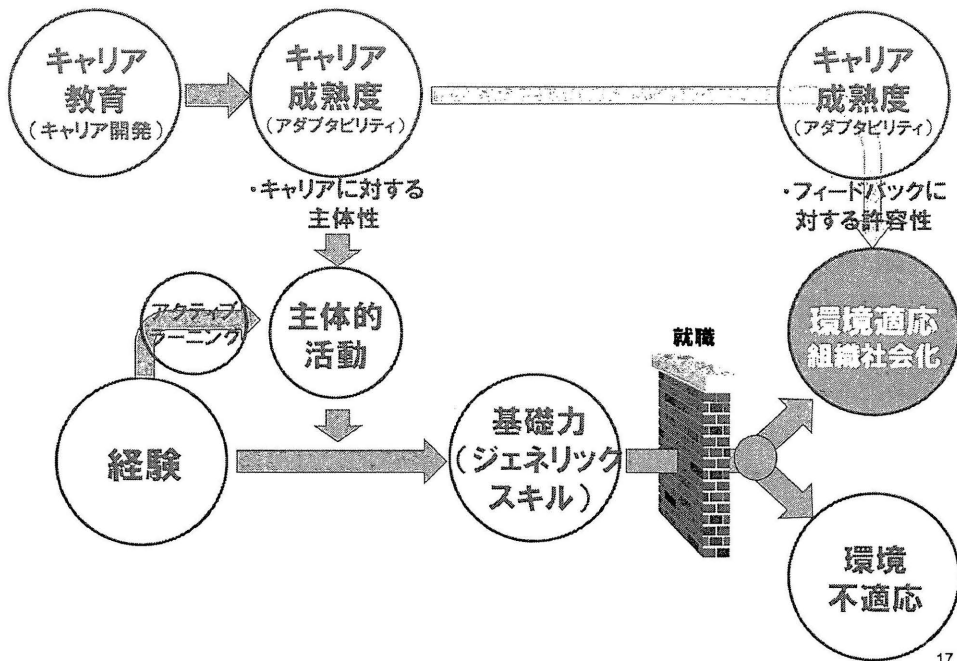 キャリア
教育
（キャリア開発）
キャリア
成熟度
（アダプタビリティ）
キャリア
成熟度
（アダプタビリティ）
・キャリアに対する
主体性
・フィードバックに
対する許容性
アクティブ
ラーニング
主体的
活動
就職
環境適応
組織社会化
経験
基礎力
（ジェネリック
スキル）
環境
不適応
17